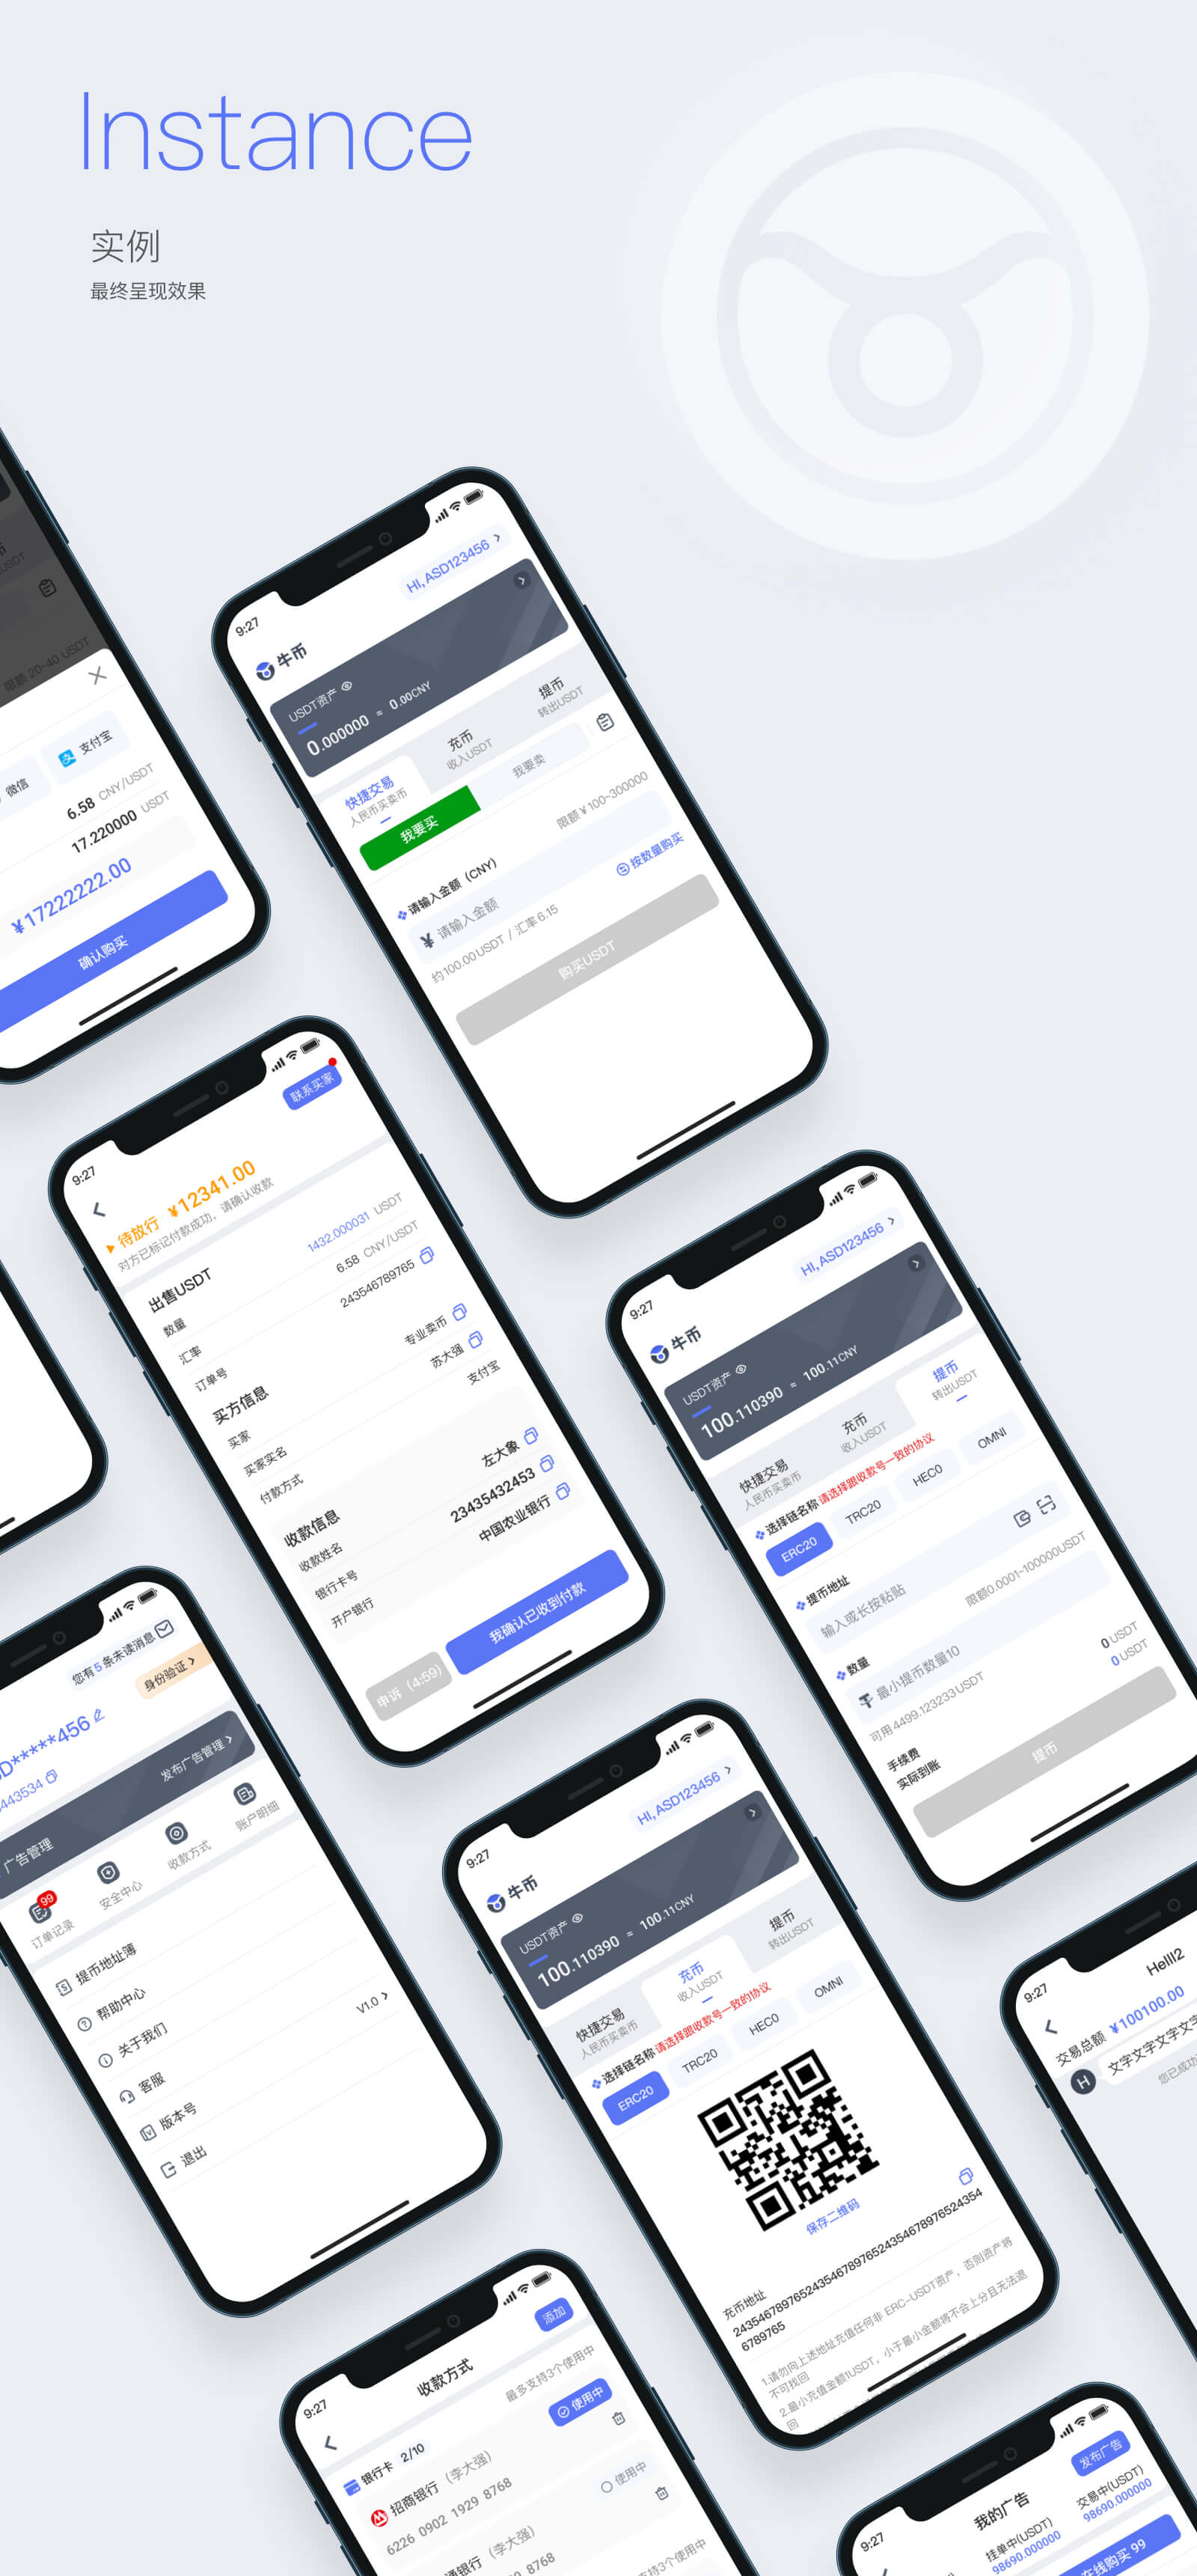 Instance
实例
最终呈现效果
USDT
限额 20-40 USDT
微信
支付宝
6.58 CNY/USDT
17.220000 USDT
¥17222222.00
确认购买
9:27
HI, ASD123456
牛币
USDT资产
0.000000 ≈ 0.00CNY
快捷交易
人民币买卖币
充币
收入USDT
提币
转出USDT
我要买
我要卖
请输入金额（CNY）
限额¥100-300000
¥ 请输入金额
按数量购买
约100.00USDT / 汇率6.15
购买USDT
9:27
联系买家
待放行 ¥12341.00
对方已标记付款成功，请确认收款
出售USDT
数量 1432.000031 USDT
汇率 6.58 CNY/USDT
订单号 243546789765
买方信息
买家 专业卖币
买家实名 苏大强
付款方式 支付宝
收款信息
收款姓名 左大象
银行卡号 23435432453
开户银行 中国农业银行
申诉（4:59）
我确认已收到付款
9:27
HI, ASD123456
牛币
USDT资产
100.110390 ≈ 100.11CNY
快捷交易
人民币买卖币
充币
收入USDT
提币
转出USDT
选择链名称 请选择跟收款号一致的协议
ERC20
TRC20
HECO
OMNI
提币地址
输入或长按粘贴
数量
限额0.0001-100000USDT
最小提币数量10
可用4499.123233USDT
手续费 0 USDT
实际到账 0 USDT
提币
您有5条未读消息
D*****456
身份验证
443534
广告管理
发布广告管理
99
订单记录
安全中心
收款方式
账户明细
提币地址簿
帮助中心
关于我们
客服
版本号 V1.0
退出
9:27
HI, ASD123456
牛币
USDT资产
100.110390 ≈ 100.11CNY
快捷交易
人民币买卖币
充币
收入USDT
提币
转出USDT
选择链名称 请选择跟收款号一致的协议
ERC20
TRC20
HECO
OMNI
保存二维码
充币地址
2435467897652435467897652435467897652435​4
6789765
1.请勿向上述地址充值任何非 ERC-USDT资产，否则资产将
不可找回
2.最小充值金额1USDT，小于最小金额将不会上分且无法退
回
9:27
Helll2
交易总额 ¥100100.00
H
文字文字文字文字
您已成功
9:27
收款方式
添加
银行卡 2/10
最多支持3个使用中
招商银行（李大强）
使用中
6226 0902 1929 8768
通银行（李大强）
使用中
02 1929 8768
支持3个使用中
9:27
我的广告
发布广告
挂单中(USDT)
98690.000000
交易中(USDT)
98690.000000
在线购买 99